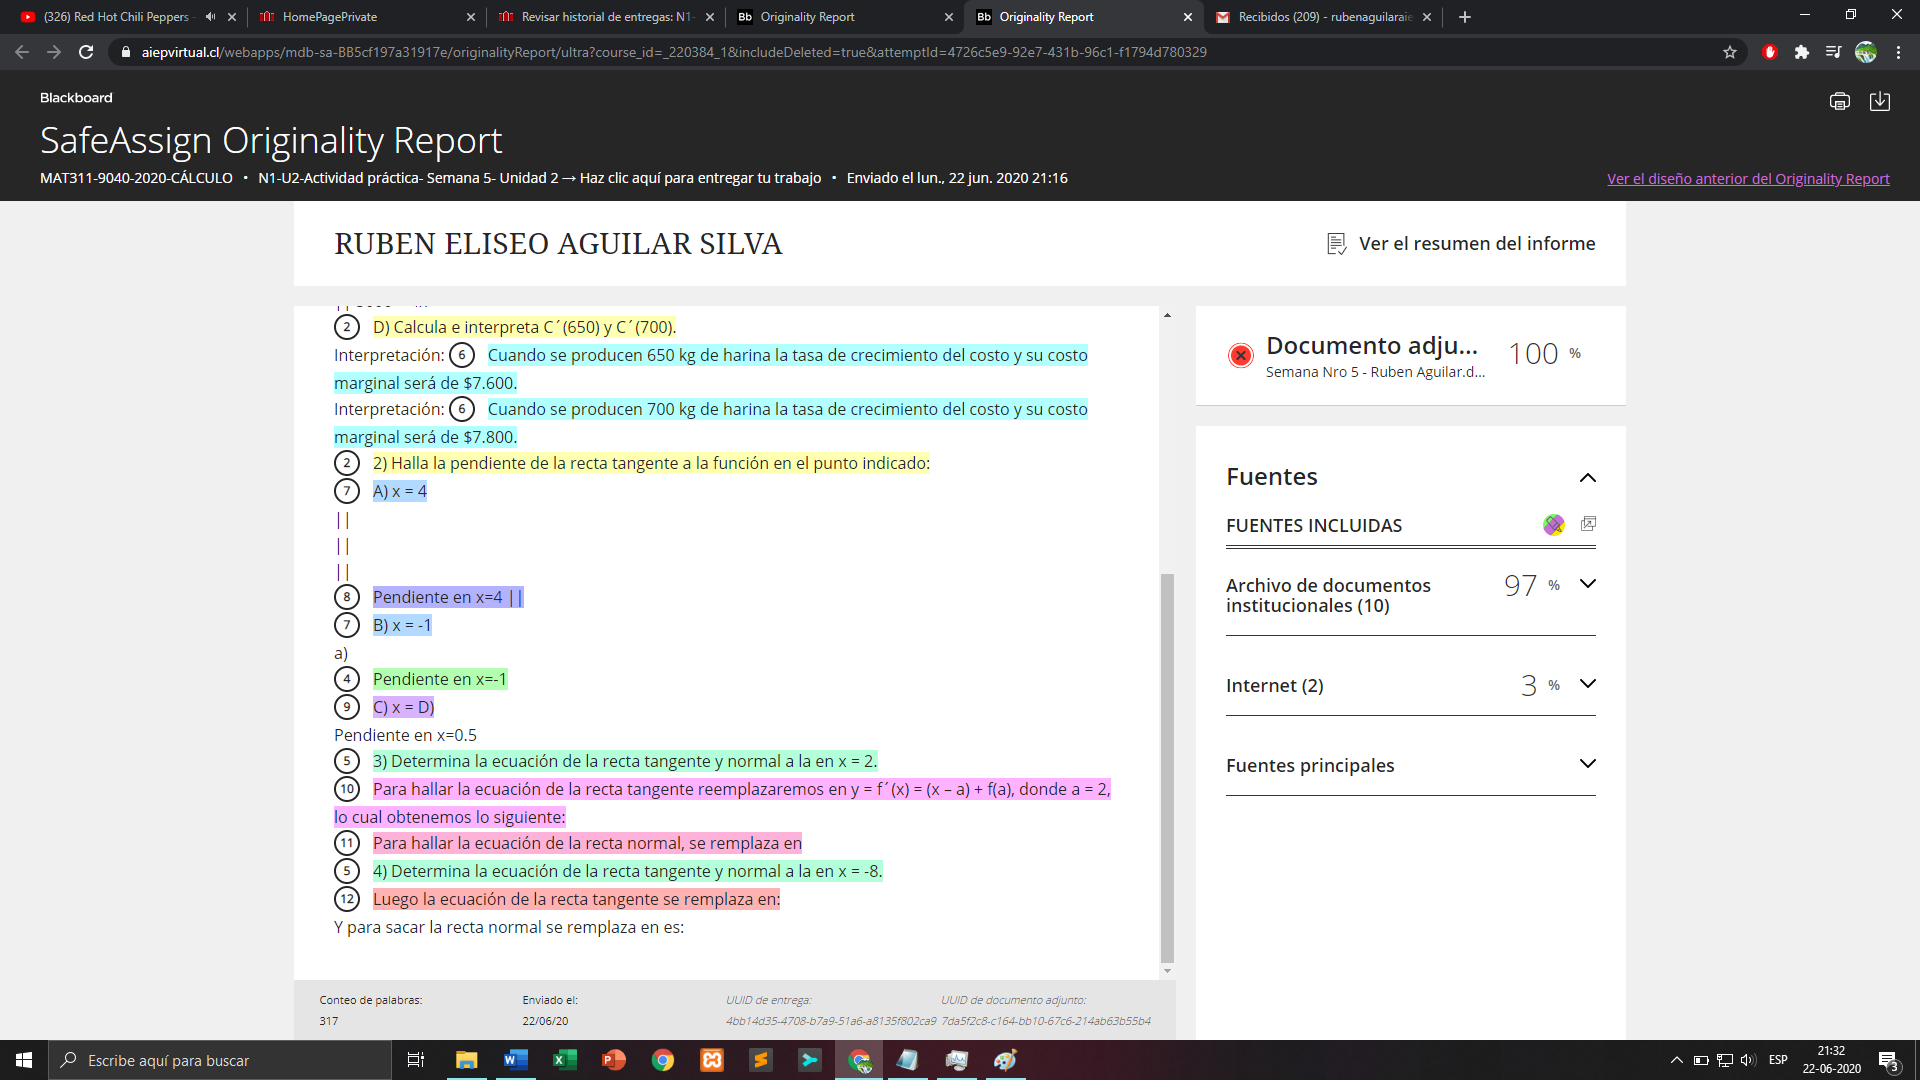 (326) Red Hot Chili Peppers -
HomePagePrivate
Revisar historial de entregas: N1-
Bb Originality Report
Bb Originality Report
Recibidos (209) - rubenaguilaraie
aiepvirtual.cl/webapps/mdb-sa-BB5cf197a31917e/originalityReport/ultra?course_id=_220384_1&includeDeleted=true&attemptId=4726c5e9-92e7-431b-96c1-f1794d780329
Blackboard
SafeAssign Originality Report
MAT311-9040-2020-CÁLCULO • N1-U2-Actividad práctica- Semana 5- Unidad 2 → Haz clic aquí para entregar tu trabajo • Enviado el lun., 22 jun. 2020 21:16
Ver el diseño anterior del Originality Report
RUBEN ELISEO AGUILAR SILVA
Ver el resumen del informe
2 D) Calcula e interpreta C´(650) y C´(700).
Interpretación: 6 Cuando se producen 650 kg de harina la tasa de crecimiento del costo y su costo
marginal será de $7.600.
Interpretación: 6 Cuando se producen 700 kg de harina la tasa de crecimiento del costo y su costo
marginal será de $7.800.
2 2) Halla la pendiente de la recta tangente a la función en el punto indicado:
7 A) x = 4
||
||
||
8 Pendiente en x=4 ||
7 B) x = -1
a)
4 Pendiente en x=-1
9 C) x = D)
Pendiente en x=0.5
5 3) Determina la ecuación de la recta tangente y normal a la en x = 2.
10 Para hallar la ecuación de la recta tangente reemplazaremos en y = f´(x) = (x – a) + f(a), donde a = 2,
lo cual obtenemos lo siguiente:
11 Para hallar la ecuación de la recta normal, se remplaza en
5 4) Determina la ecuación de la recta tangente y normal a la en x = -8.
12 Luego la ecuación de la recta tangente se remplaza en:
Y para sacar la recta normal se remplaza en es:
Documento adju... 100 %
Semana Nro 5 - Ruben Aguilar.d...
Fuentes
FUENTES INCLUIDAS
Archivo de documentos 97 %
institucionales (10)
Internet (2) 3 %
Fuentes principales
Conteo de palabras:
317
Enviado el:
22/06/20
UUID de entrega:
4bb14d35-4708-b7a9-51a6-a8135f802ca9
UUID de documento adjunto:
7da5f2c8-c164-bb10-67c6-214ab63b55b4
Escribe aquí para buscar
ESP
21:32
22-06-2020
3